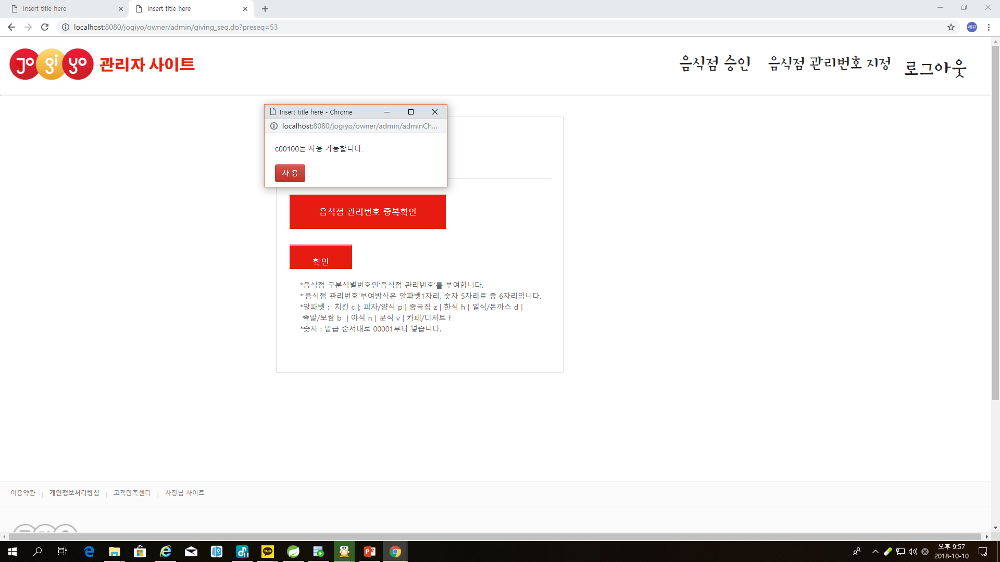 Insert title here
Insert title here
localhost:8080/jogiyo/owner/admin/giving_seq.do?preseq=53
혜원
Jo gi yo 관리자 사이트
음식점 승인
음식점 관리번호 지정
로그아웃
Insert title here - Chrome
localhost:8080/jogiyo/owner/admin/adminCh...
c00100는 사용 가능합니다.
사 용
음식점 관리번호 중복확인
확인
*음식점 구분식별번호인'음식점 관리번호'를 부여합니다.
*'음식점 관리번호'부여방식은 알파벳1자리, 숫자 5자리로 총 6자리입니다.
*알파벳 : 치킨 c |; 피자/양식 p | 중국집 z | 한식 h | 일식/돈까스 d |
족발/보쌈 b | 야식 n | 분식 v | 카페/디저트 f
*숫자 : 발급 순서대로 00001부터 넣습니다.
이용약관 | 개인정보처리방침 | 고객만족센터 | 사장님 사이트
TALK
오후 9:57
2018-10-10